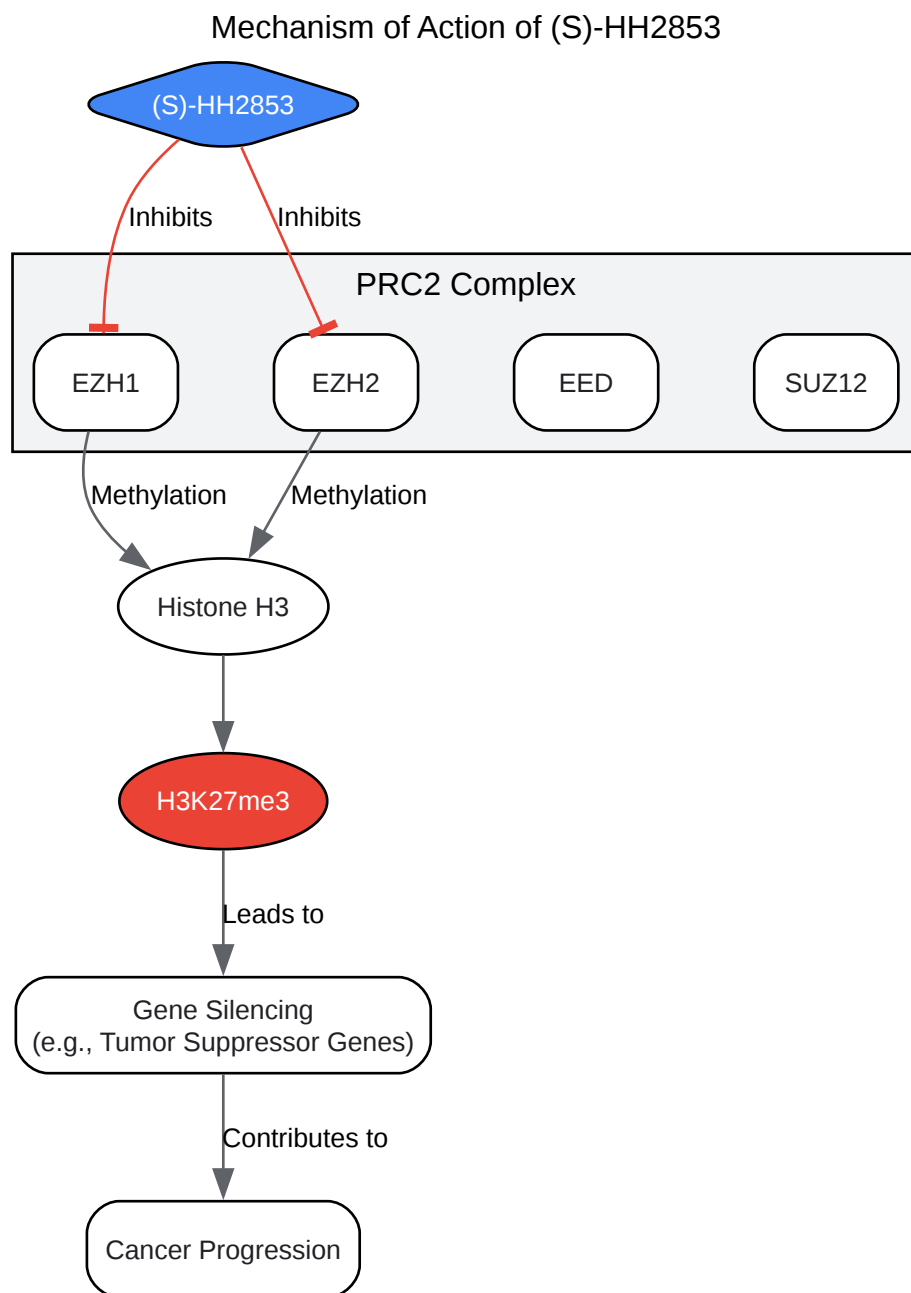 Mechanism of Action of (S)-HH2853
(S)-HH2853
Inhibits
Inhibits
PRC2 Complex
EZH1
EZH2
EED
SUZ12
Methylation
Methylation
Histone H3
H3K27me3
Leads to
Gene Silencing
(e.g., Tumor Suppressor Genes)
Contributes to
Cancer Progression